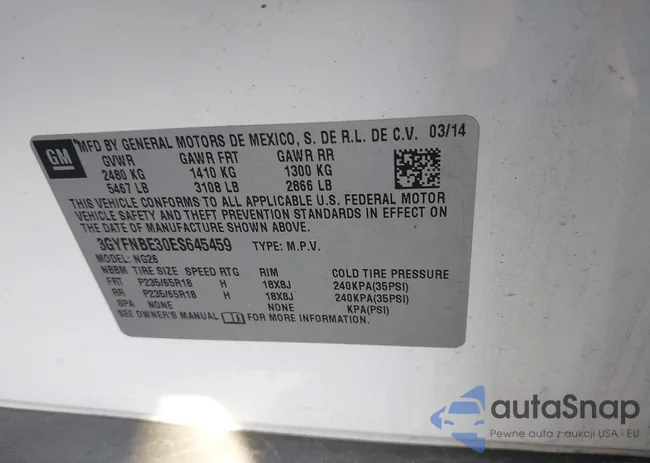 GM
MFD BY GENERAL MOTORS DE MEXICO, S. DE R.L. DE C.V. 03/14
GVWR GAWR FRT GAWR RR
2480 KG 1410 KG 1300 KG
5467 LB 3108 LB 2866 LB
THIS VEHICLE CONFORMS TO ALL APPLICABLE U.S. FEDERAL MOTOR
VEHICLE SAFETY AND THEFT PREVENTION STANDARDS IN EFFECT ON
THE DATE OF MANUFACTURE SHOWN ABOVE.
3GYFNBE30ES645459 TYPE: M.P.V.
MODEL: NG26
NBBM TIRE SIZE SPEED RTG RIM COLD TIRE PRESSURE
FRT P235/65R18 H 18X8J 240KPA(35PSI)
RR P235/65R18 H 18X8J 240KPA(35PSI)
SPA NONE NONE KPA(PSI)
SEE OWNER'S MANUAL FOR MORE INFORMATION.
autaSnap
Pewne auta z aukcji USA i EU